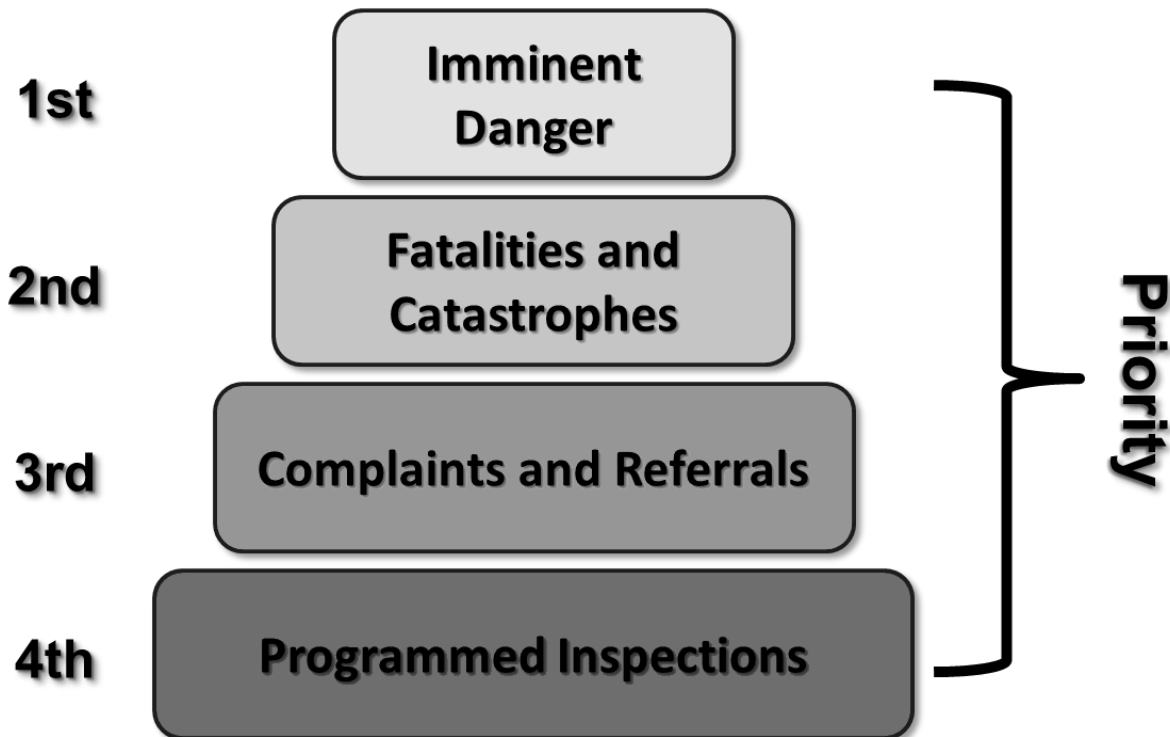 1st
Imminent
Danger
2nd
Fatalities and
Catastrophes
3rd
Complaints and Referrals
4th
Programmed Inspections
Priority